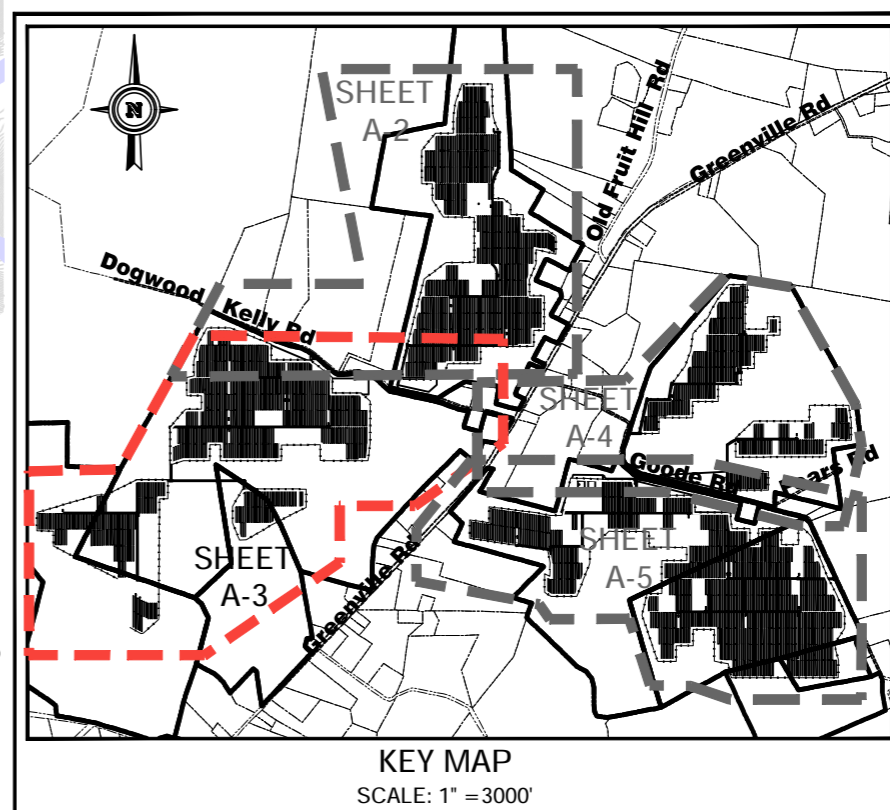 N
SHEET
A-2
Old Fruit Hill Rd
Greenville Rd
Dogwood Kelly Rd
SHEET
A-4
Goode Rd
SHEET
A-5
SHEET
A-3
Greenville Rd
KEY MAP
SCALE: 1" =3000'